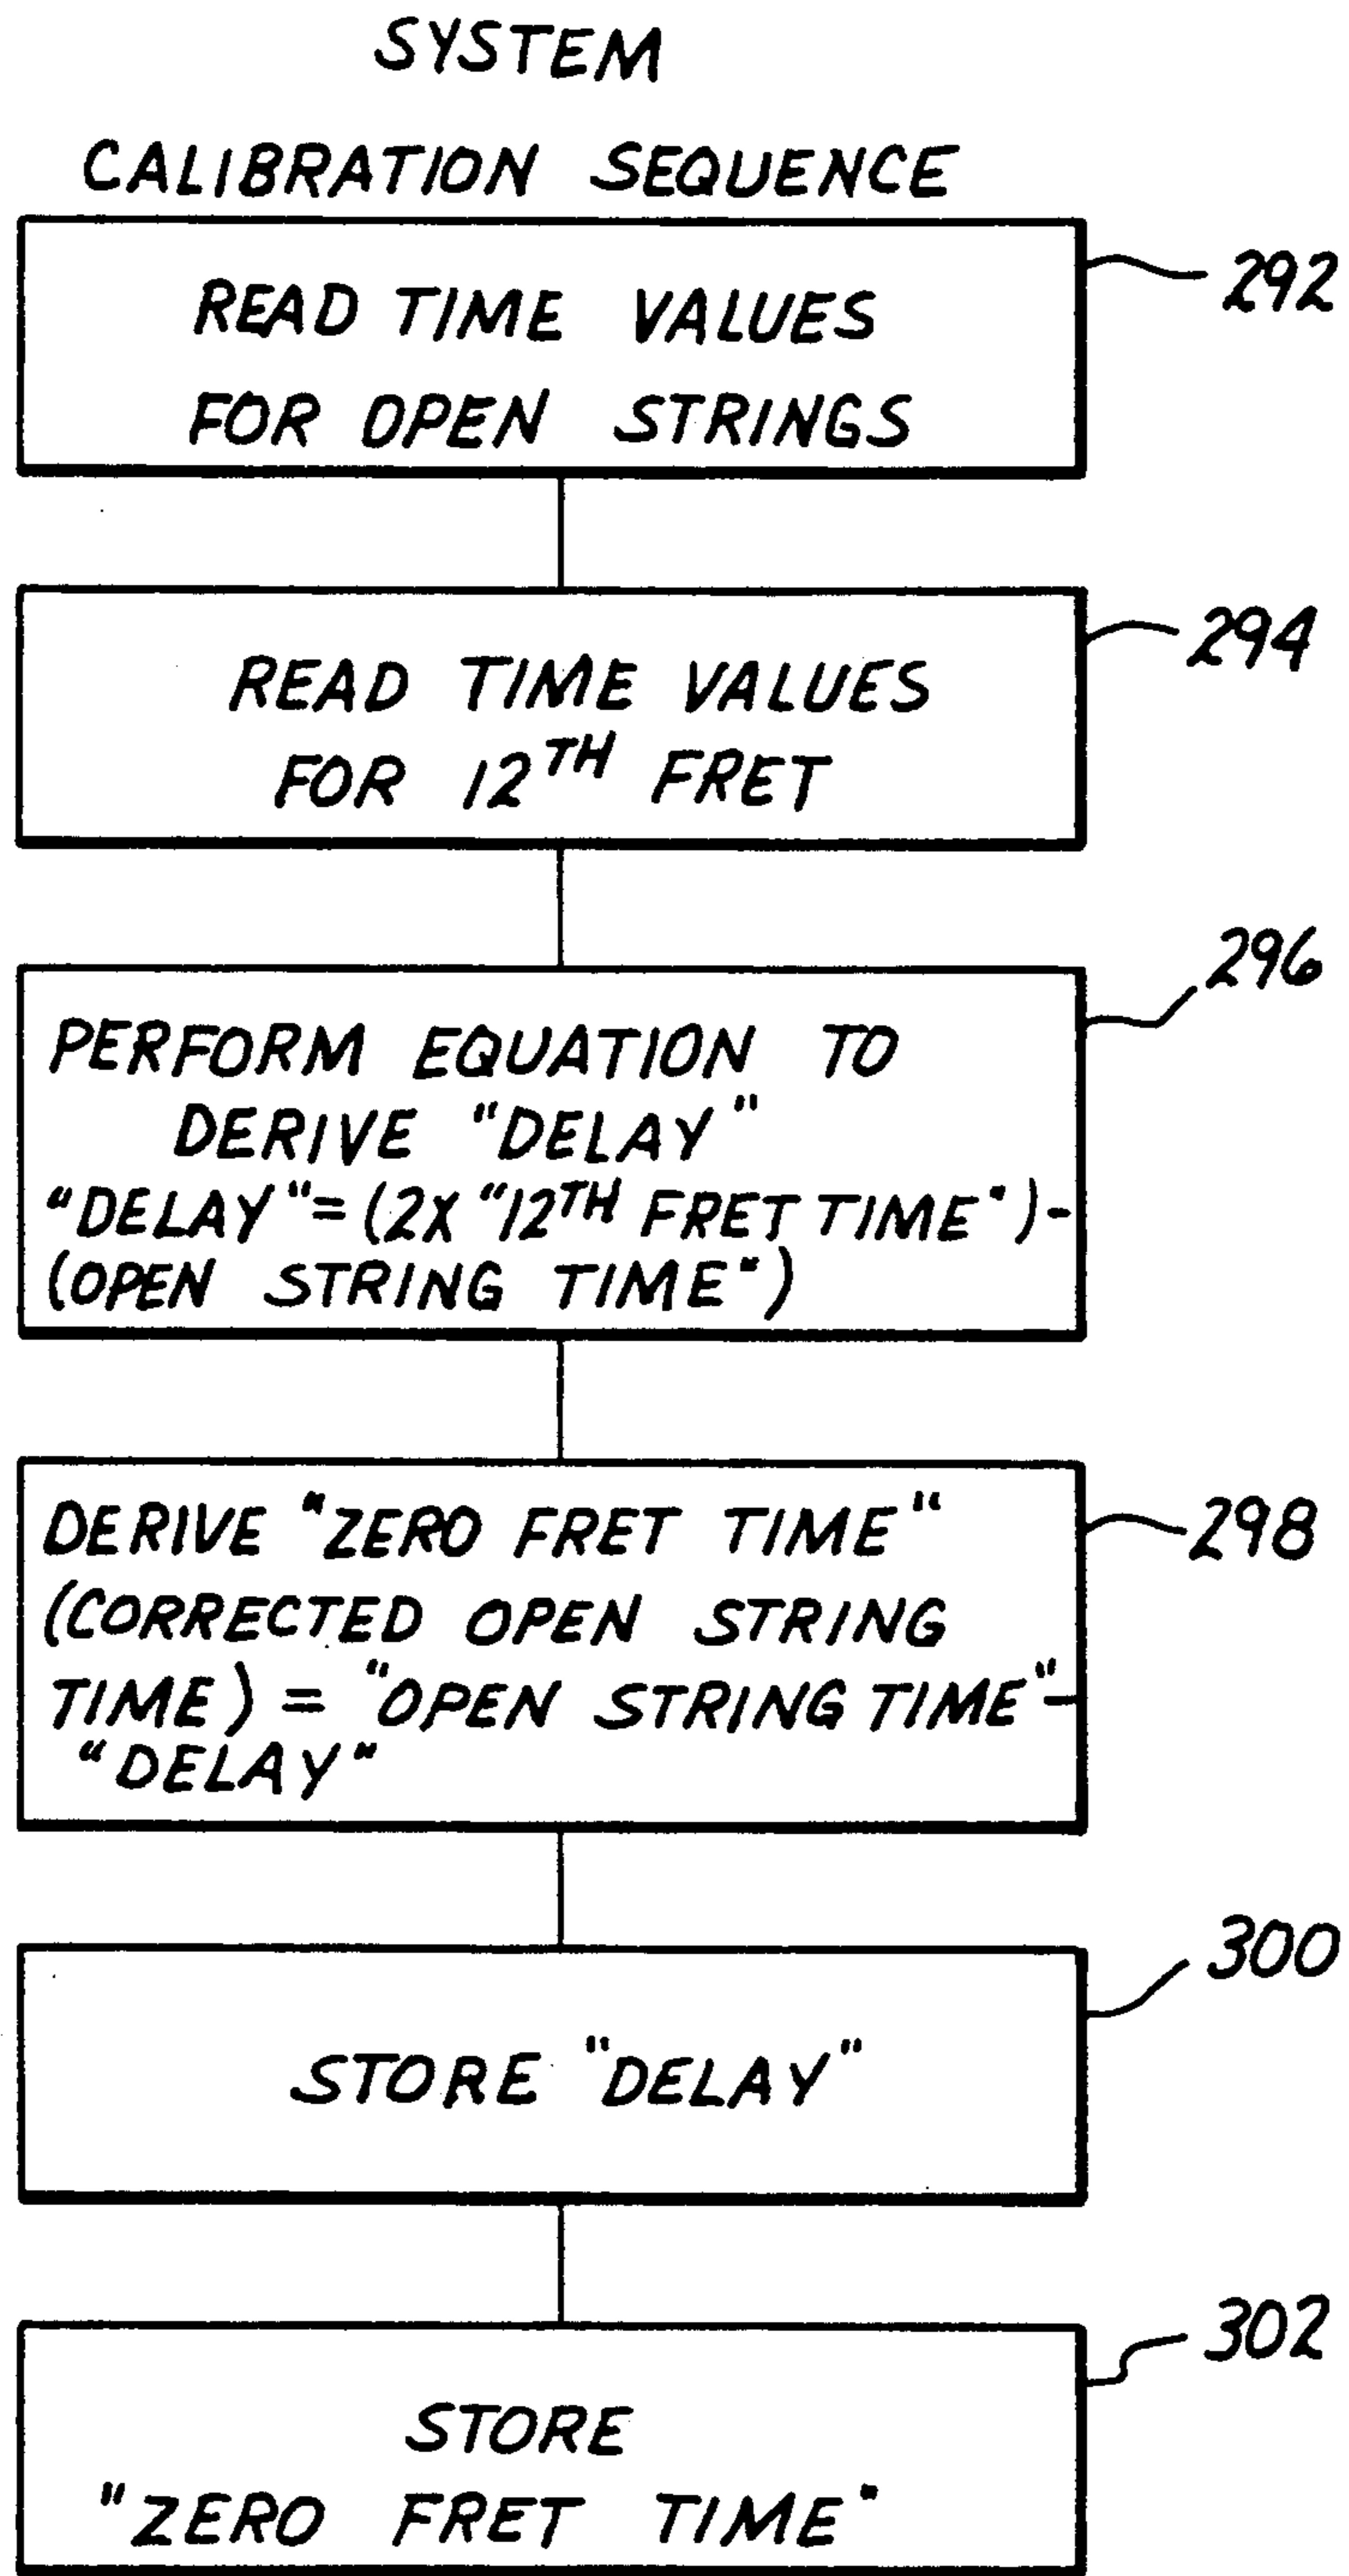 SYSTEM
CALIBRATION SEQUENCE
292
READ TIME VALUES
FOR OPEN STRINGS
294
READ TIME VALUES
FOR 12TH FRET
296
PERFORM EQUATION TO
DERIVE "DELAY"
"DELAY"=(2X "12TH FRET TIME")-
(OPEN STRING TIME")
298
DERIVE "ZERO FRET TIME"
(CORRECTED OPEN STRING
TIME) = "OPEN STRING TIME"-
"DELAY"
300
STORE "DELAY"
302
STORE
"ZERO FRET TIME"